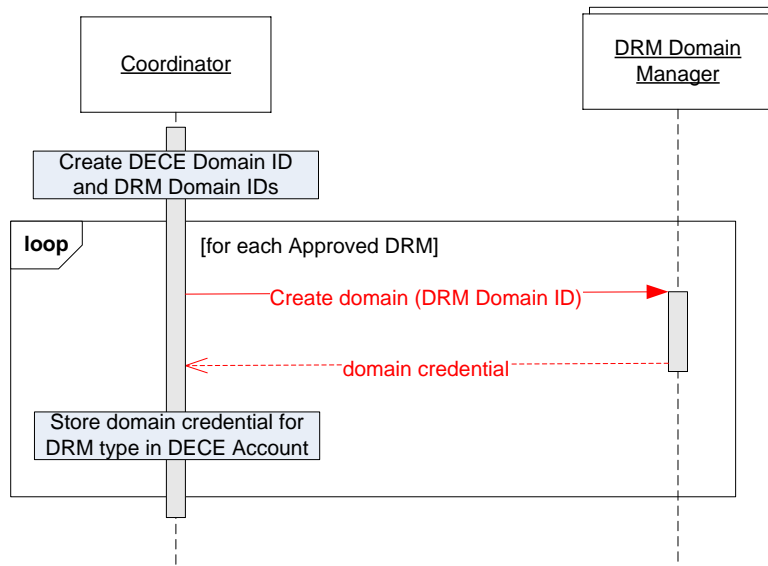 Coordinator
DRM Domain
Manager
Create DECE Domain ID
and DRM Domain IDs
loop
[for each Approved DRM]
Create domain (DRM Domain ID)
domain credential
Store domain credential for
DRM type in DECE Account